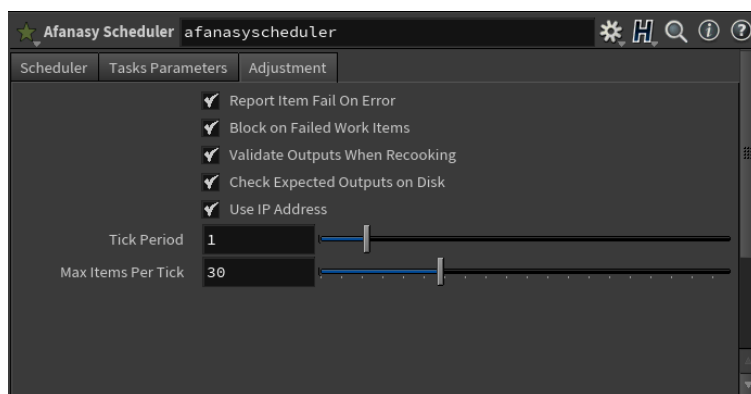 Afanasy Scheduler afanasyscheduler
Scheduler Tasks Parameters Adjustment
Report Item Fail On Error
Block on Failed Work Items
Validate Outputs When Recooking
Check Expected Outputs on Disk
Use IP Address
Tick Period 1
Max Items Per Tick 30